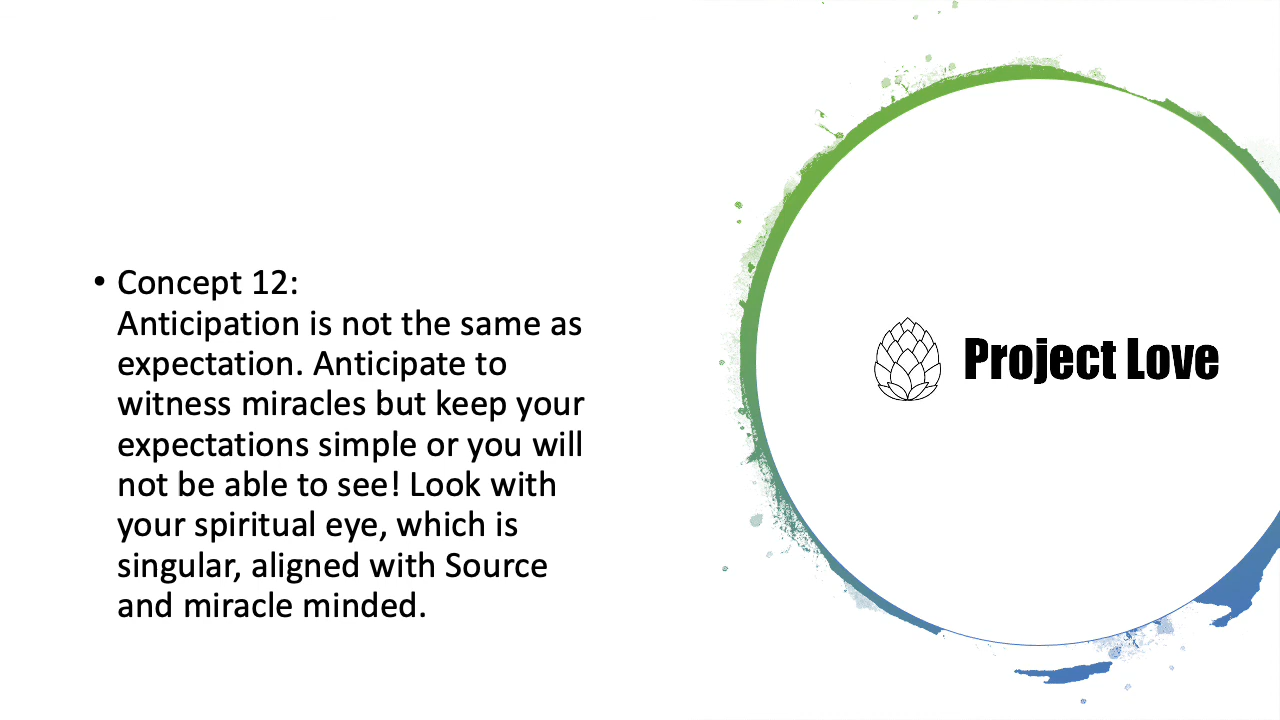 • Concept 12:
Anticipation is not the same as
expectation. Anticipate to
witness miracles but keep your
expectations simple or you will
not be able to see! Look with
your spiritual eye, which is
singular, aligned with Source
and miracle minded.
Project Love